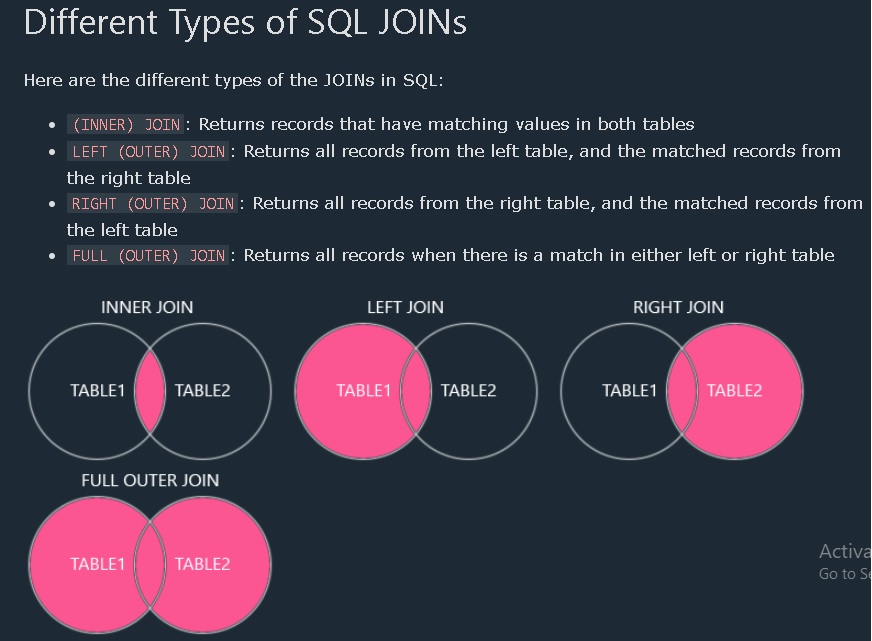 Different Types of SQL JOINs
Here are the different types of the JOINs in SQL:
(INNER) JOIN: Returns records that have matching values in both tables
LEFT (OUTER) JOIN: Returns all records from the left table, and the matched records from
the right table
RIGHT (OUTER) JOIN: Returns all records from the right table, and the matched records from
the left table
FULL (OUTER) JOIN: Returns all records when there is a match in either left or right table
INNER JOIN LEFT JOIN RIGHT JOIN
TABLE1 TABLE2 TABLE1 TABLE2 TABLE1 TABLE2
FULL OUTER JOIN
TABLE1 TABLE2
Activa
Go to Se